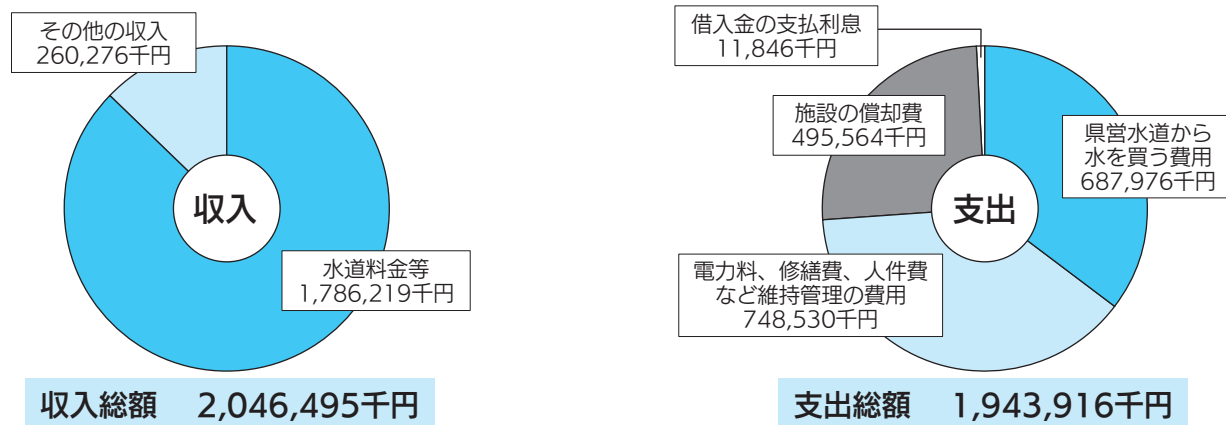 その他の収入
260,276千円
収入
水道料金等
1,786,219千円
収入総額 2,046,495千円
借入金の支払利息
11,846千円
施設の償却費
495,564千円
県営水道から
水を買う費用
687,976千円
支出
電力料、修繕費、人件費
など維持管理の費用
748,530千円
支出総額 1,943,916千円